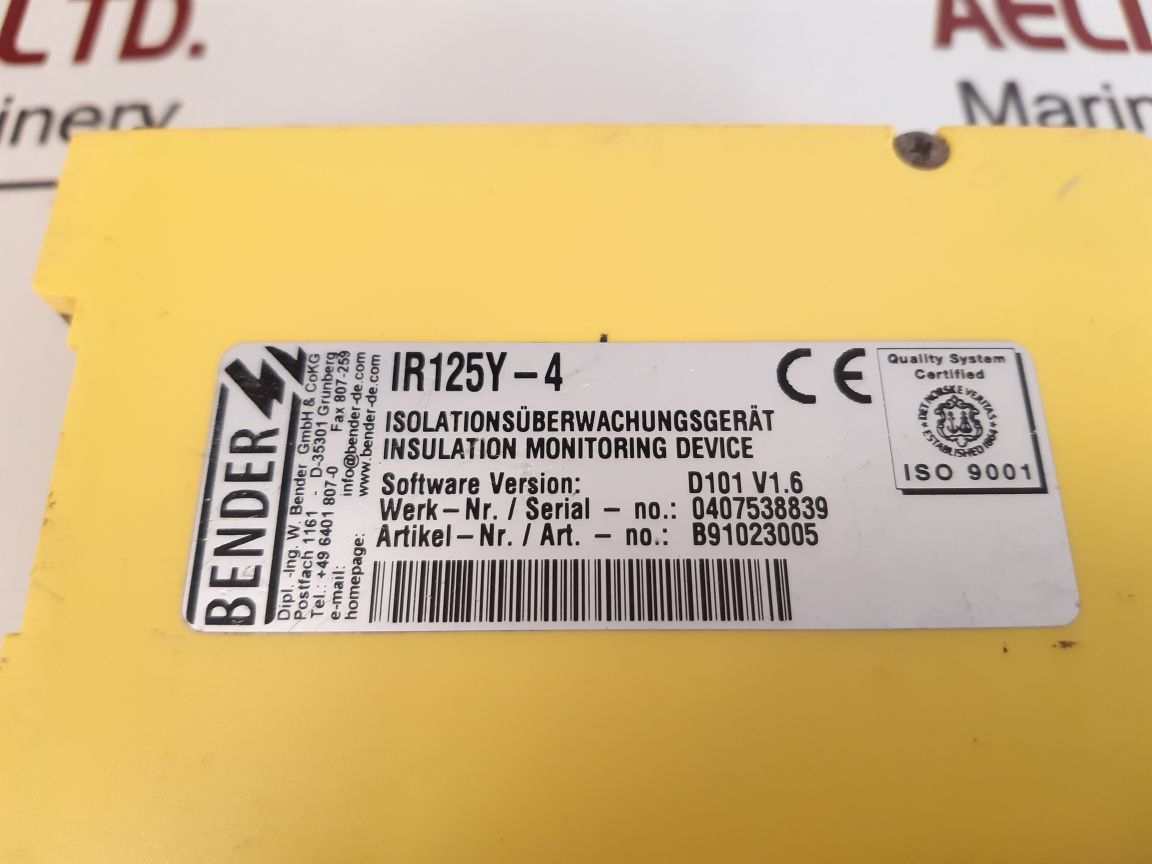 LTD.
AEL
inery
Marin
BENDER
Dipl. -Ing. W. Bender GmbH & CoKG
Postfach 1161 - D-35301 Grünberg
Tel.: +49 6401 807-0 Fax 807-259
e-mail: info@bender-de.com
homepage: www.bender-de.com
IR125Y-4
ISOLATIONSÜBERWACHUNGSGERÄT
INSULATION MONITORING DEVICE
Software Version: D101 V1.6
Werk-Nr. / Serial - no.: 0407538839
Artikel-Nr. / Art. - no.: B91023005
CE
Quality System
Certified
DET NORSKE VERITAS
ESTABLISHED 1864
ISO 9001